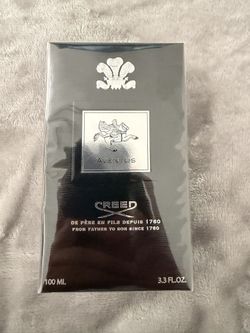 AVENTUS
CREED
DE PÈRE EN FILS DEPUIS 1760
FROM FATHER TO SON SINCE 1760
100 ML
3.3 FL.OZ.